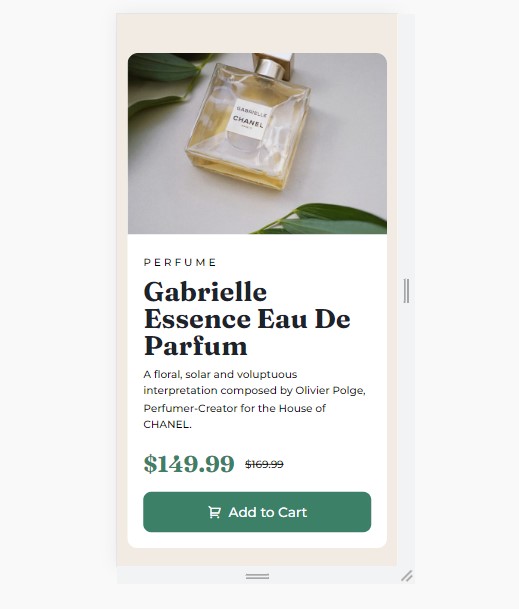 GABRIELLE
CHANEL
PERFUME
Gabrielle
Essence Eau De
Parfum
A floral, solar and voluptuous
interpretation composed by Olivier Polge,
Perfumer-Creator for the House of
CHANEL.
$149.99 $169.99
Add to Cart